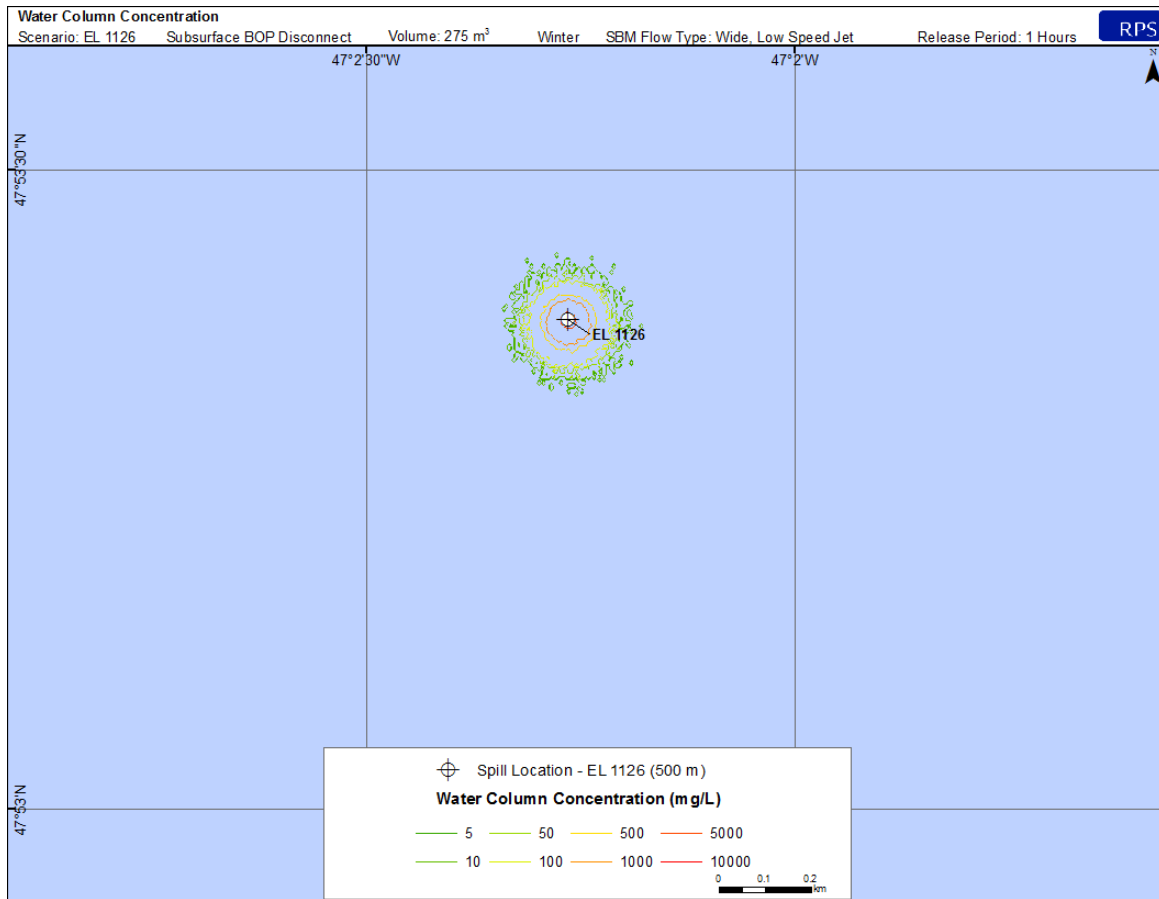 Water Column Concentration
Scenario: EL 1126 Subsurface BOP Disconnect Volume: 275 m³ Winter SBM Flow Type: Wide, Low Speed Jet Release Period: 1 Hours
RPS
47°2'30"W 47°2'W
N
47°53'30"N
EL 1126
47°53'N
Spill Location - EL 1126 (500 m)
Water Column Concentration (mg/L)
5 50 500 5000
10 100 1000 10000
0 0.1 0.2
km